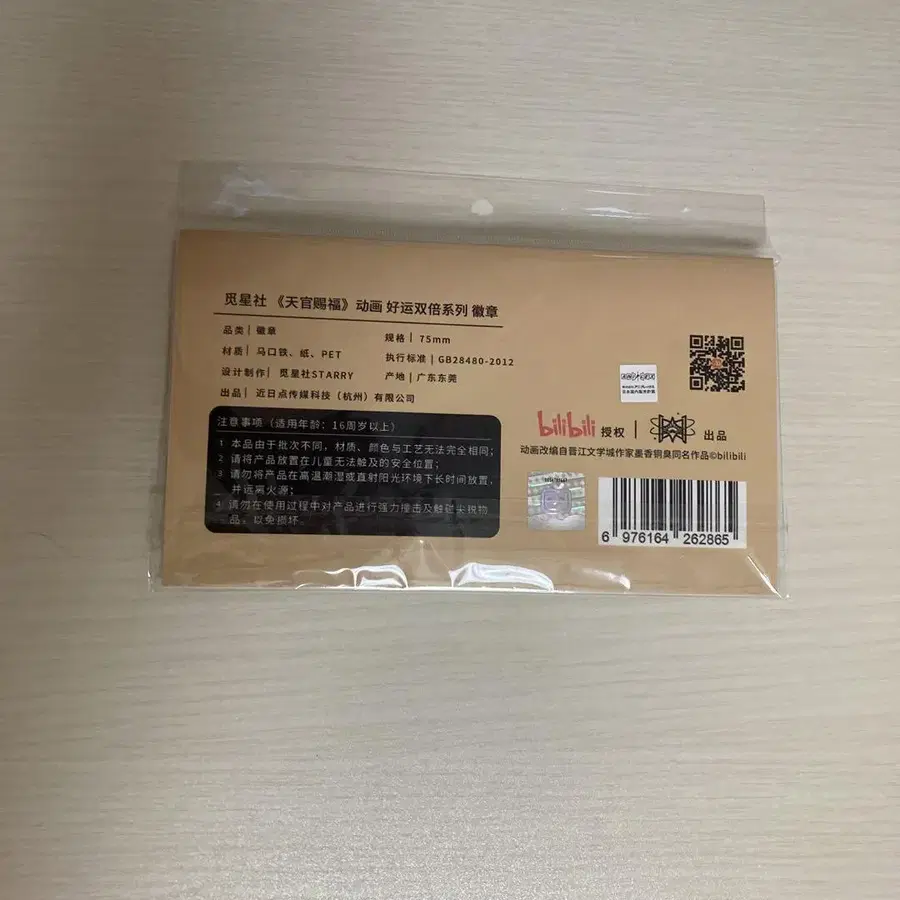 觅星社 《天官赐福》动画 好运双倍系列 徽章
品类| 徽章
规格| 75mm
材质| 马口铁、纸、PET
执行标准| GB28480-2012
设计制作| 觅星社STARRY
产地| 广东东莞
出品| 近日点传媒科技（杭州）有限公司
注意事项（适用年龄：16周岁以上）
1 本品由于批次不同，材质、颜色与工艺无法完全相同；
2 请将产品放置在儿童无法触及的安全位置；
3 请勿将产品在高温潮湿或直射阳光环境下长时间放置，
并远离火源；
4 请勿在使用过程中对产品进行强力撞击及触碰尖锐物
品，以免损坏。
bilibili 授权 | 出品
动画改编自晋江文学城作家墨香铜臭同名作品©bilibili
6 976164 262865